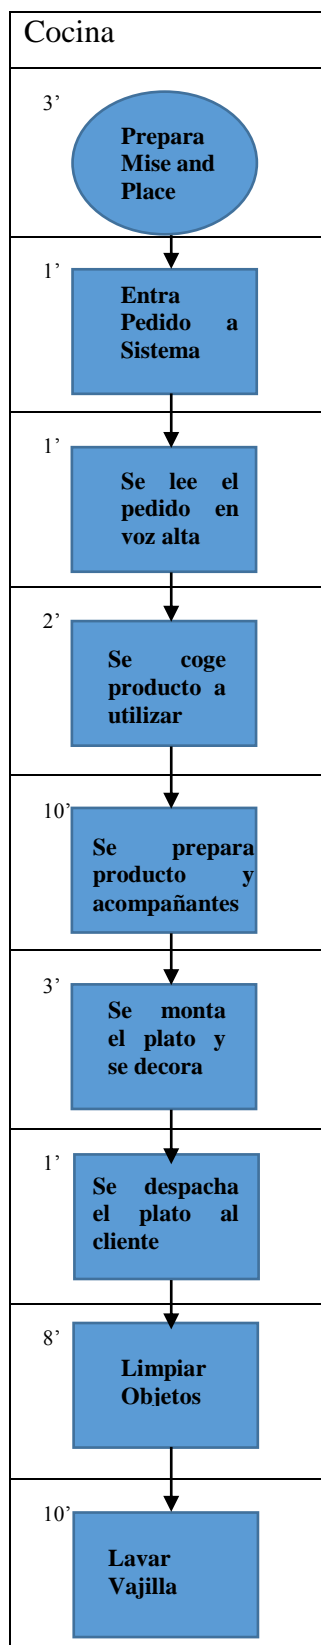 Cocina
3’
Prepara
Mise and
Place
1’
Entra
Pedido a
Sistema
1’
Se lee el
pedido en
voz alta
2’
Se coge
producto a
utilizar
10’
Se prepara
producto y
acompañantes
3’
Se monta
el plato y
se decora
1’
Se despacha
el plato al
cliente
8’
Limpiar
Objetos
10’
Lavar
Vajilla